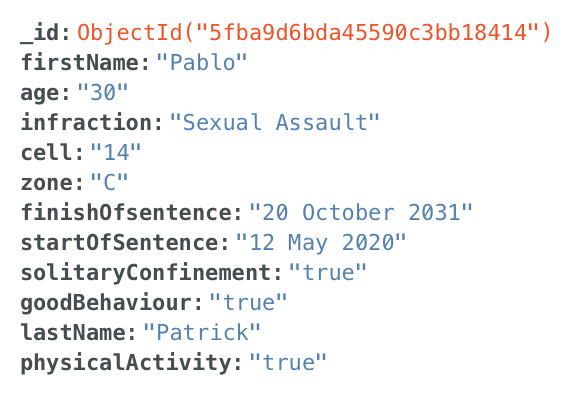 _id: ObjectId("5fba9d6bda45590c3bb18414")
firstName: "Pablo"
age: "30"
infraction: "Sexual Assault"
cell: "14"
zone: "C"
finishOfsentence: "20 October 2031"
startOfSentence: "12 May 2020"
solitaryConfinement: "true"
goodBehaviour: "true"
lastName: "Patrick"
physicalActivity: "true"